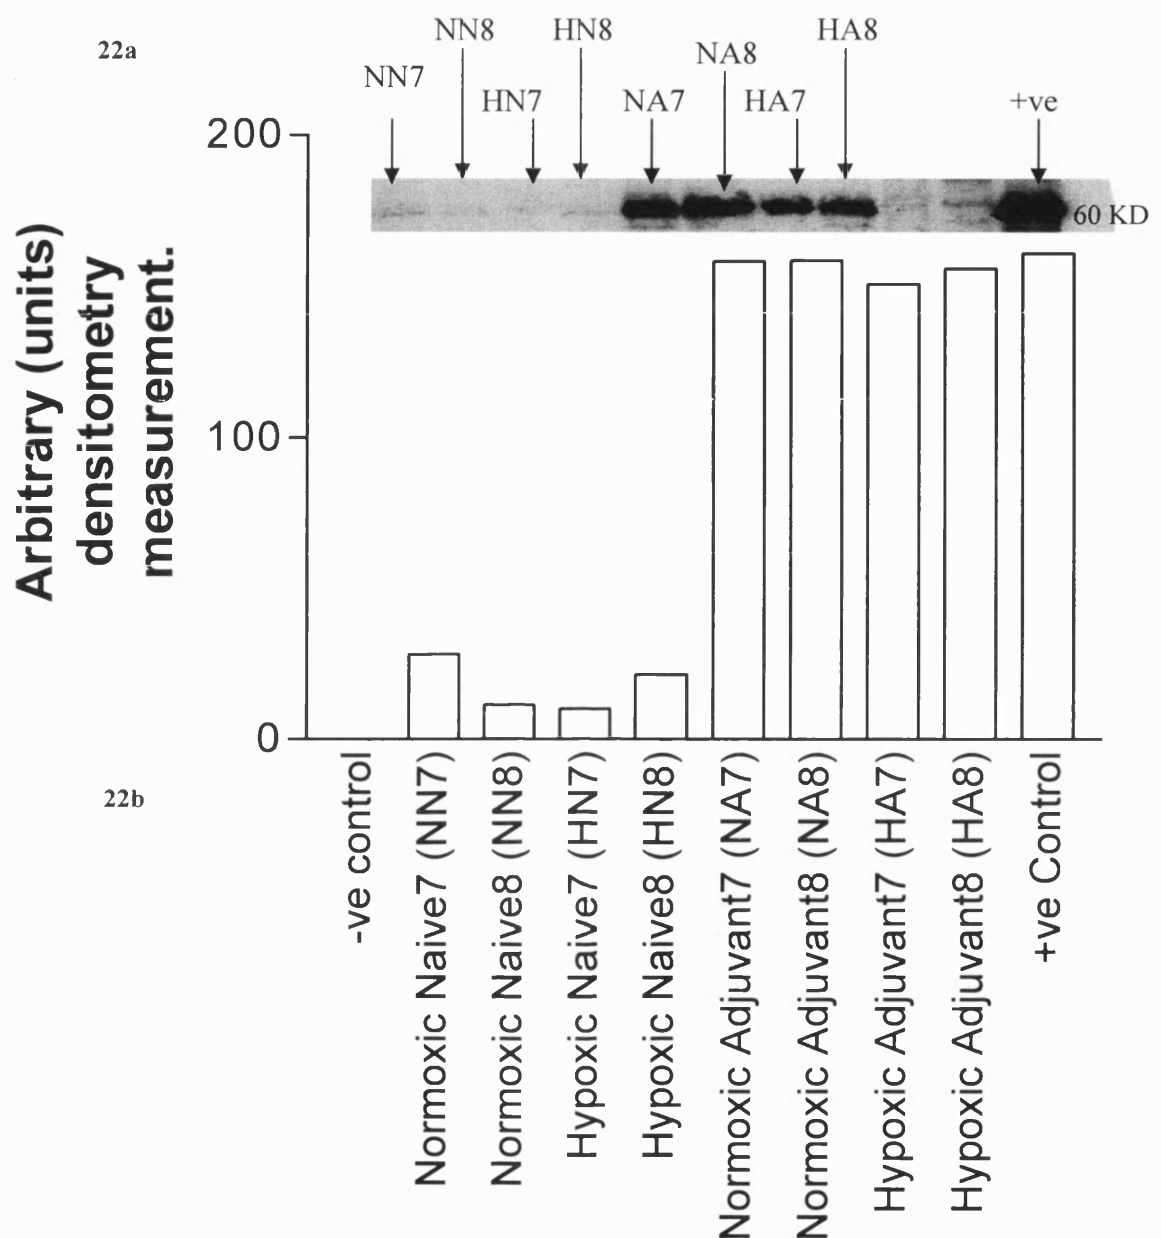 22a
NN7
NN8
HN7
HN8
NA7
NA8
HA7
HA8
+ve
60 KD
200
100
0
Arbitrary (units)
densitometry
measurement.
22b
-ve control
Normoxic Naive7 (NN7)
Normoxic Naive8 (NN8)
Hypoxic Naive7 (HN7)
Hypoxic Naive8 (HN8)
Normoxic Adjuvant7 (NA7)
Normoxic Adjuvant8 (NA8)
Hypoxic Adjuvant7 (HA7)
Hypoxic Adjuvant8 (HA8)
+ve Control